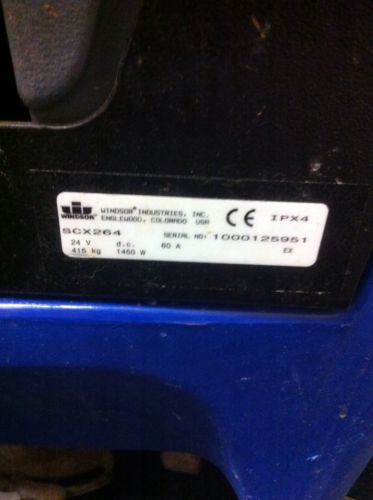 WINDSOR® WINDSOR® INDUSTRIES, INC.
ENGLEWOOD, COLORADO USA
CE IPX4
SCX264 SERIAL NO: 1000125951
24 V d.c. 60 A
415 kg 1450 W EX